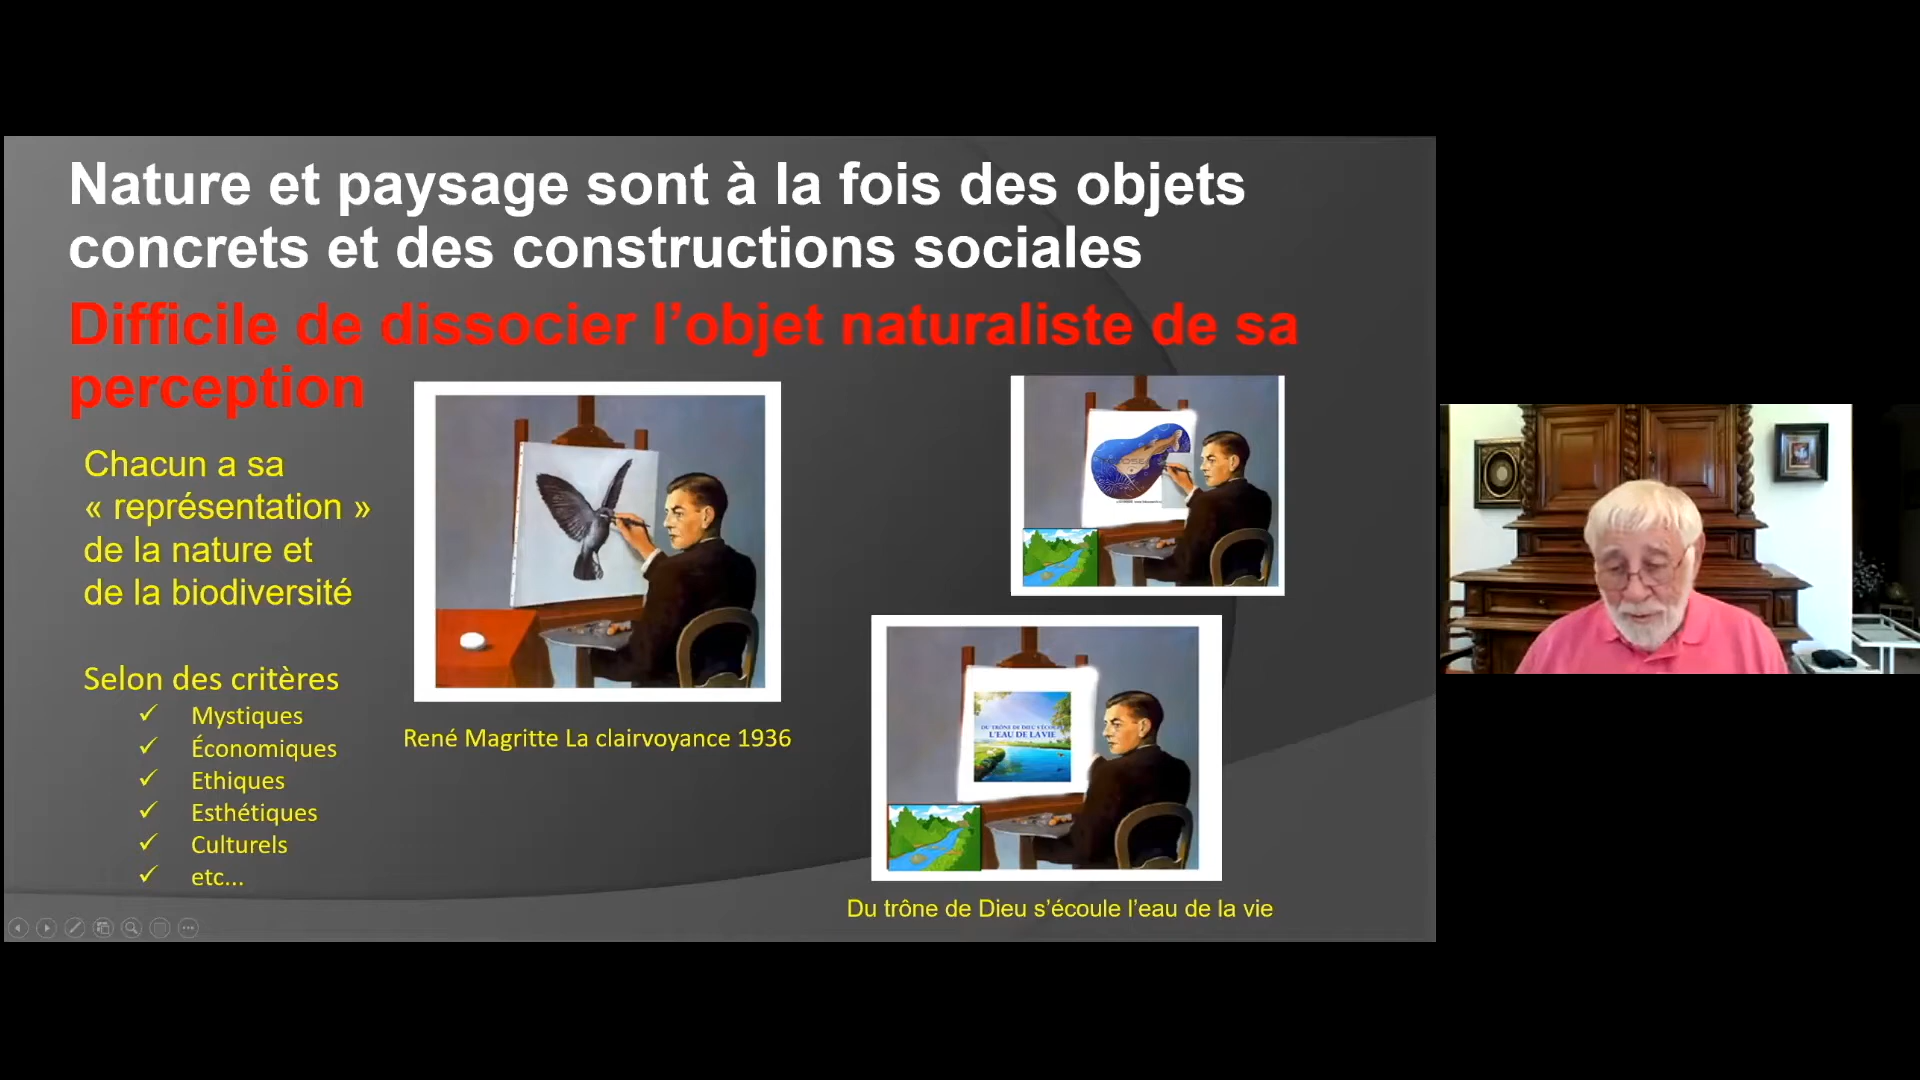 Nature et paysage sont à la fois des objets
concrets et des constructions sociales
Difficile de dissocier l’objet naturaliste de sa
perception
Chacun a sa
« représentation »
de la nature et
de la biodiversité
Selon des critères
✓ Mystiques
✓ Économiques
✓ Ethiques
✓ Esthétiques
✓ Culturels
✓ etc...
René Magritte La clairvoyance 1936
DU TRÔNE DE DIEU S'ÉCOULE
L'EAU DE LA VIE
Du trône de Dieu s’écoule l’eau de la vie